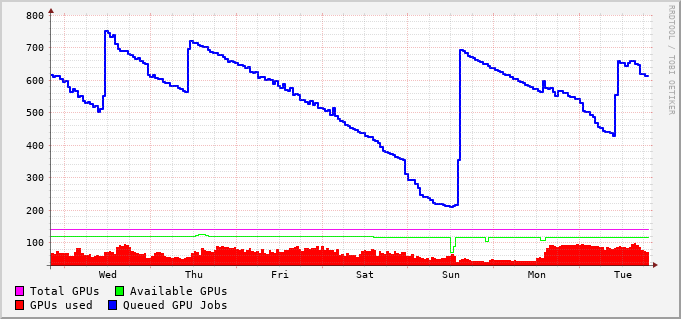 800
700
600
500
400
300
200
100
Wed Thu Fri Sat Sun Mon Tue
Total GPUs Available GPUs
GPUs used Queued GPU Jobs
RRDTOOL / TOBI OETIKER